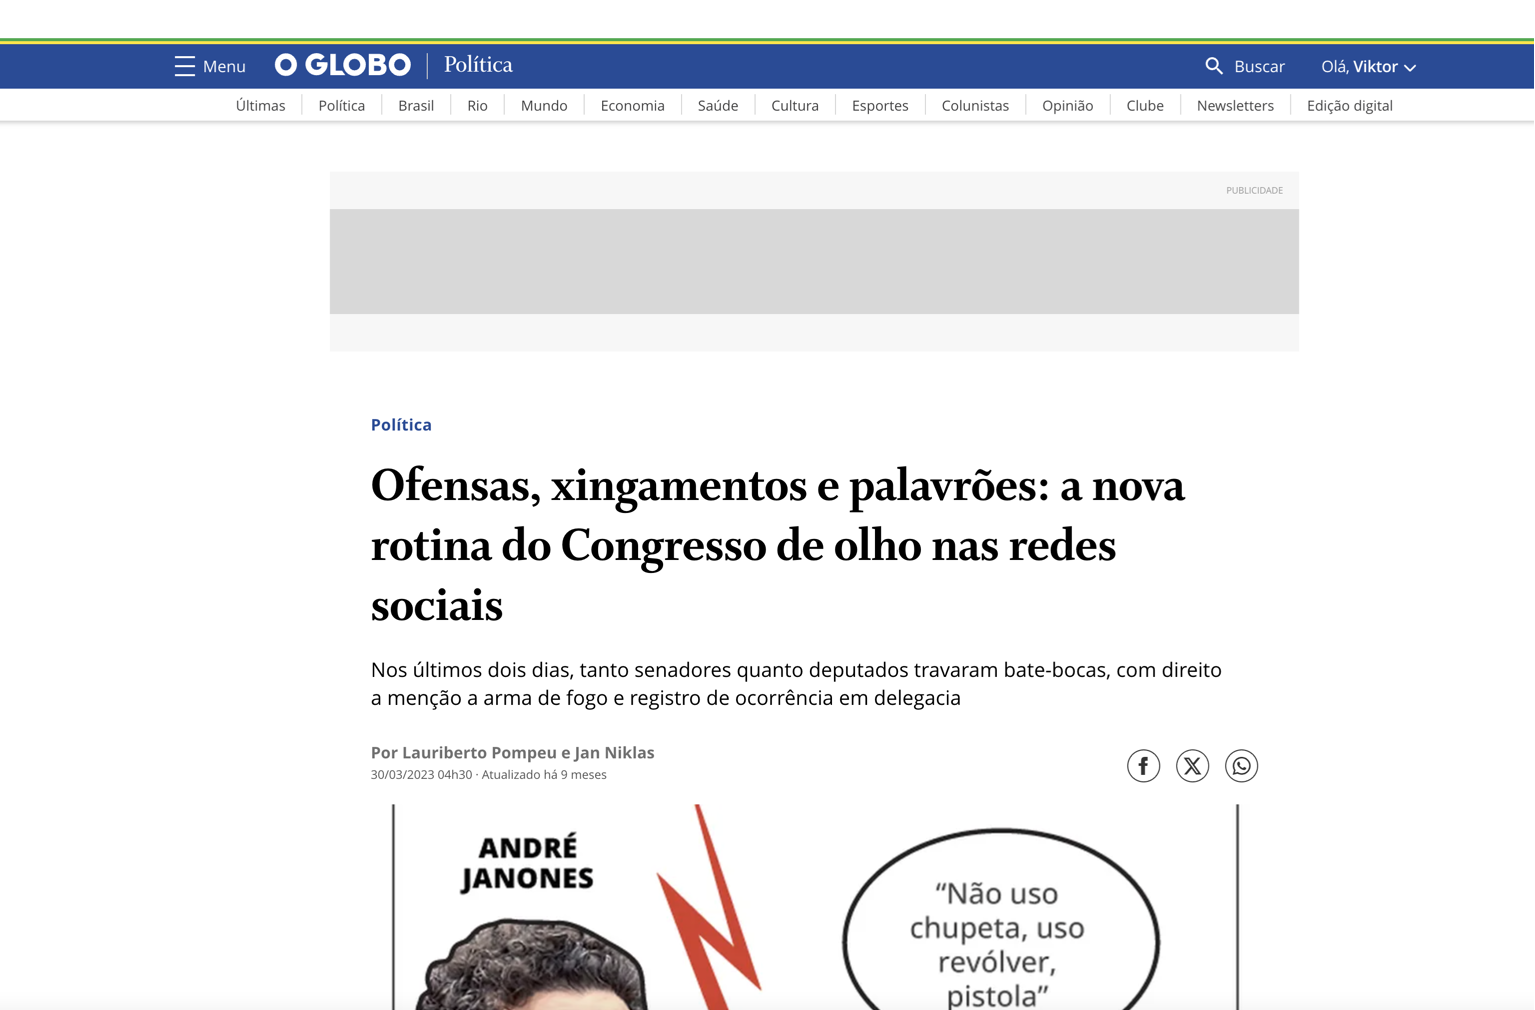 Menu
O GLOBO
Política
Buscar
Olá, Viktor
Últimas
Política
Brasil
Rio
Mundo
Economia
Saúde
Cultura
Esportes
Colunistas
Opinião
Clube
Newsletters
Edição digital
PUBLICIDADE
Política
Ofensas, xingamentos e palavrões: a nova
rotina do Congresso de olho nas redes
sociais
Nos últimos dois dias, tanto senadores quanto deputados travaram bate-bocas, com direito
a menção a arma de fogo e registro de ocorrência em delegacia
Por Lauriberto Pompeu e Jan Niklas
30/03/2023 04h30 · Atualizado há 9 meses
ANDRÉ
JANONES
“Não uso
chupeta, uso
revólver,
pistola”